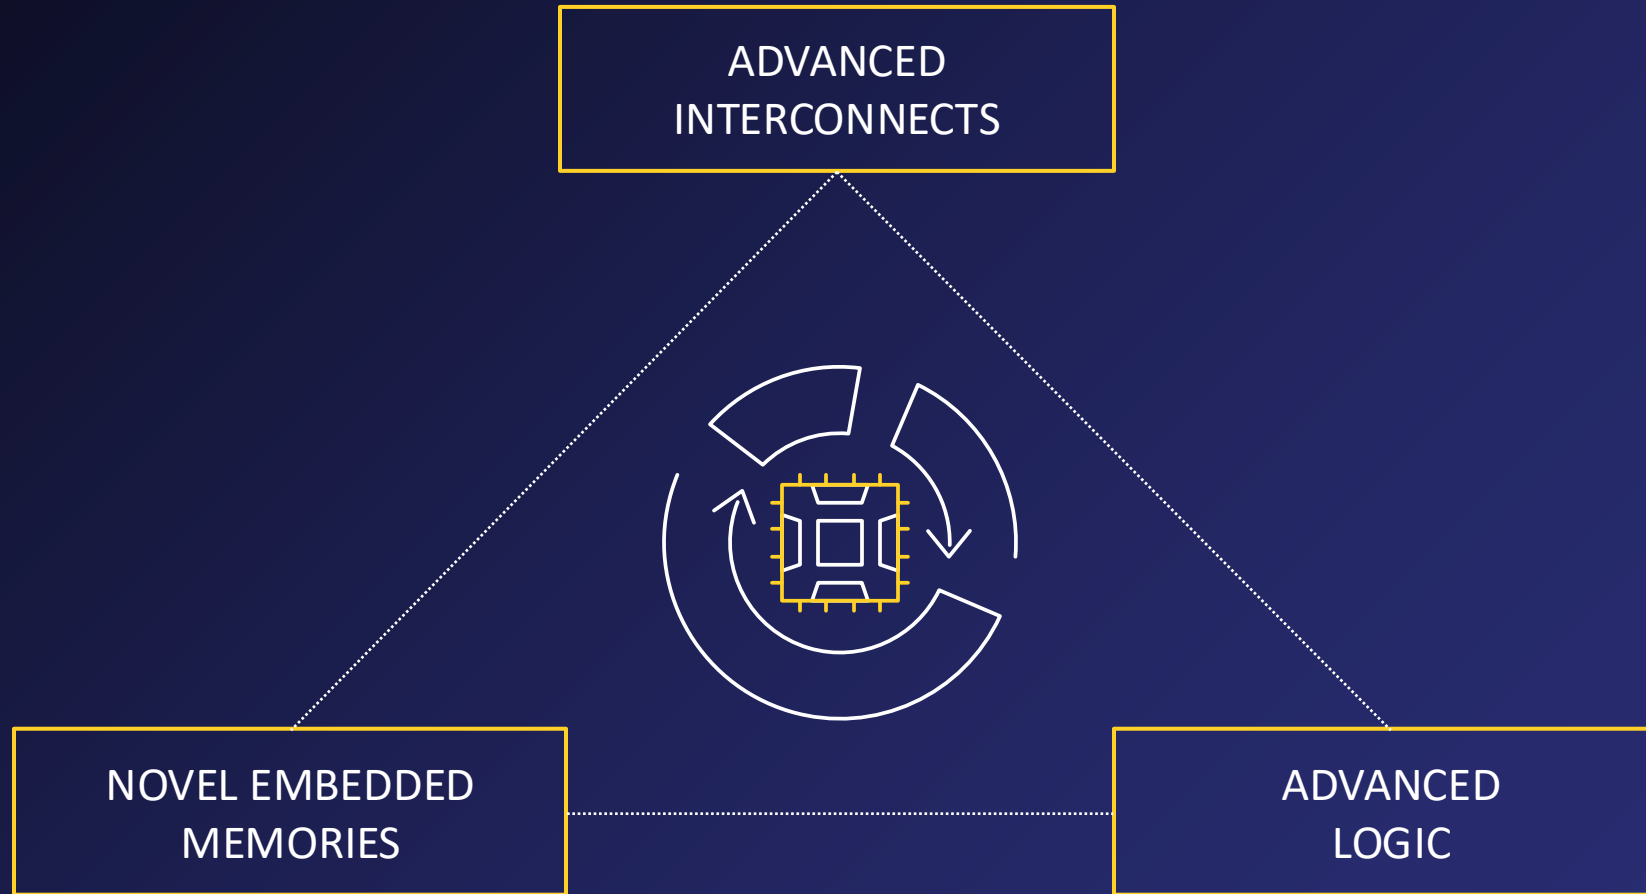 ADVANCED
INTERCONNECTS
NOVEL EMBEDDED
MEMORIES
ADVANCED
LOGIC